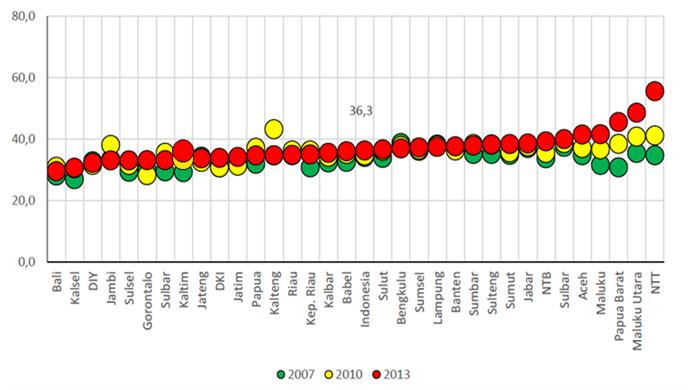 80,0
60,0
36,3
40,0
20,0
0,0
Bali
Kalsel
DIY
Jambi
Sulsel
Gorontalo
Sulbar
Kaltim
Jateng
DKI
Jatim
Papua
Kalteng
Riau
Kep. Riau
Kalbar
Babel
Indonesia
Sulut
Bengkulu
Sumsel
Lampung
Banten
Sumbar
Sulteng
Sumut
Jabar
NTB
Sulbar
Aceh
Maluku
Papua Barat
Maluku Utara
NTT
2007 2010 2013